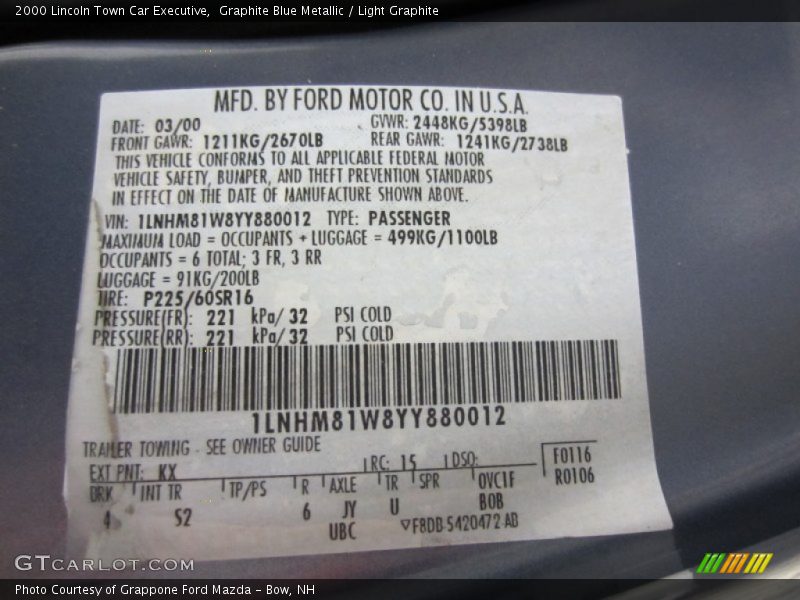 2000 Lincoln Town Car Executive,  Graphite Blue Metallic / Light Graphite
MFD. BY FORD MOTOR CO. IN U.S.A.
DATE: 03/00 GVWR: 2448KG/5398LB
FRONT GAWR: 1211KG/2670LB REAR GAWR: 1241KG/2738LB
THIS VEHICLE CONFORMS TO ALL APPLICABLE FEDERAL MOTOR
VEHICLE SAFETY, BUMPER, AND THEFT PREVENTION STANDARDS
IN EFFECT ON THE DATE OF MANUFACTURE SHOWN ABOVE.
VIN: 1LNHM81W8YY880012 TYPE: PASSENGER
MAXIMUM LOAD = OCCUPANTS + LUGGAGE = 499KG/1100LB
OCCUPANTS = 6 TOTAL; 3 FR, 3 RR
LUGGAGE = 91KG/200LB
TIRE: P225/60SR16
PRESSURE(FR): 221 kPa/ 32 PSI COLD
PRESSURE(RR): 221 kPa/ 32 PSI COLD
1LNHM81W8YY880012
TRAILER TOWING - SEE OWNER GUIDE
EXT PNT: KX RC: 15 DSO: F0116
R0106
BRK INT TR TP/PS R AXLE TR SPR OVC1F
4 S2 6 JY U BOB
UBC ▽F8DB-5420472-AB
GTCARLOT.COM
Photo Courtesy of Grappone Ford Mazda - Bow, NH